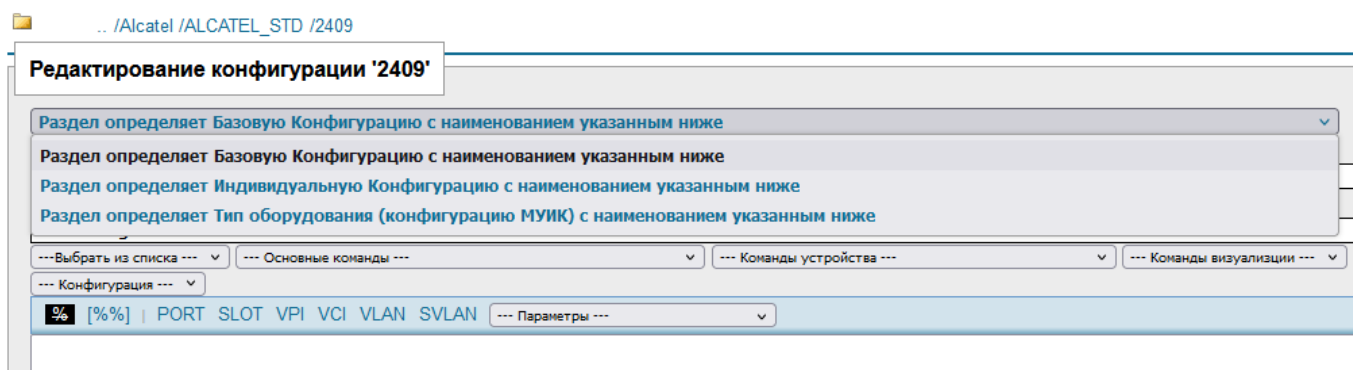 .. /Alcatel /ALCATEL_STD /2409
Редактирование конфигурации '2409'
Раздел определяет Базовую Конфигурацию с наименованием указанным ниже
Раздел определяет Базовую Конфигурацию с наименованием указанным ниже
Раздел определяет Индивидуальную Конфигурацию с наименованием указанным ниже
Раздел определяет Тип оборудования (конфигурацию МУИК) с наименованием указанным ниже
---Выбрать из списка --- --- Основные команды --- --- Команды устройства --- --- Команды визуализции ---
--- Конфигурация ---
% [%%] | PORT SLOT VPI VCI VLAN SVLAN --- Параметры ---